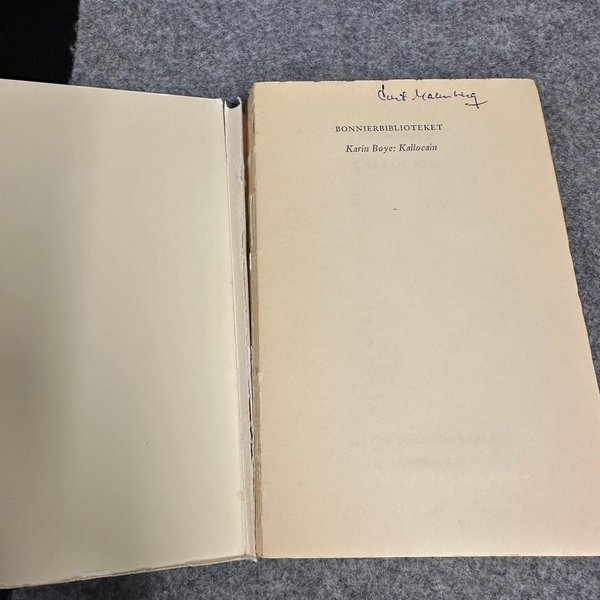 Curt Malmberg
BONNIERBIBLIOTEKET
Karin Boye: Kallocain